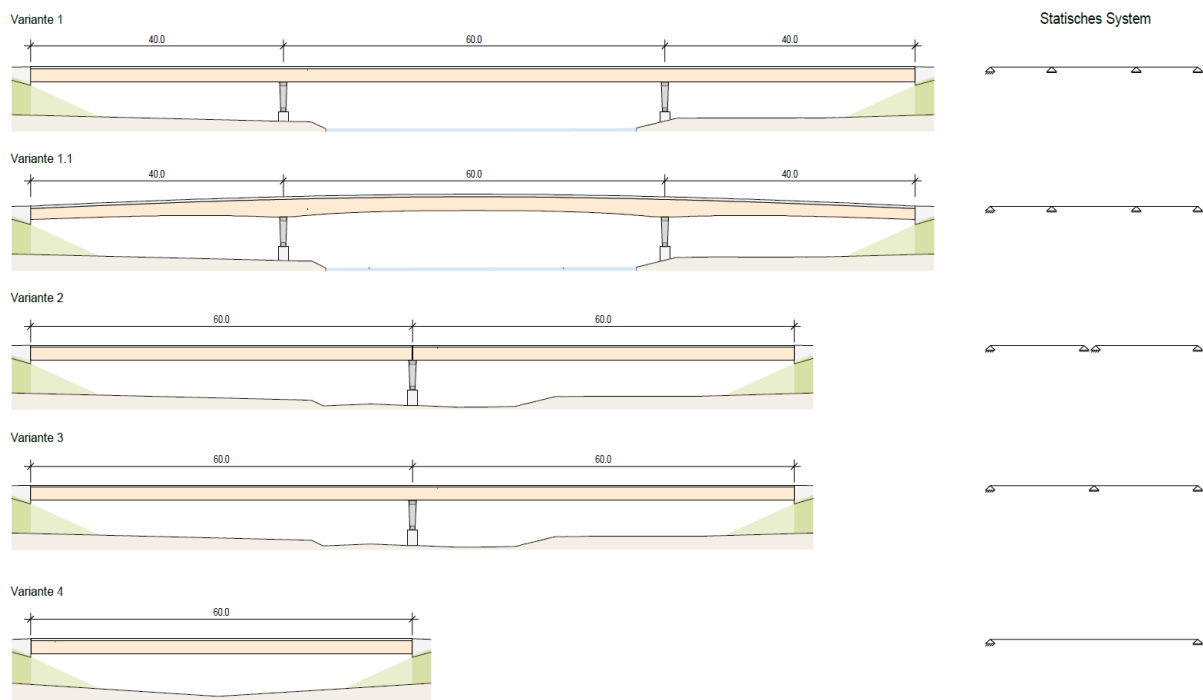 Variante 1
Statisches System
40.0 60.0 40.0
Variante 1.1
40.0 60.0 40.0
Variante 2
60.0 60.0
Variante 3
60.0 60.0
Variante 4
60.0